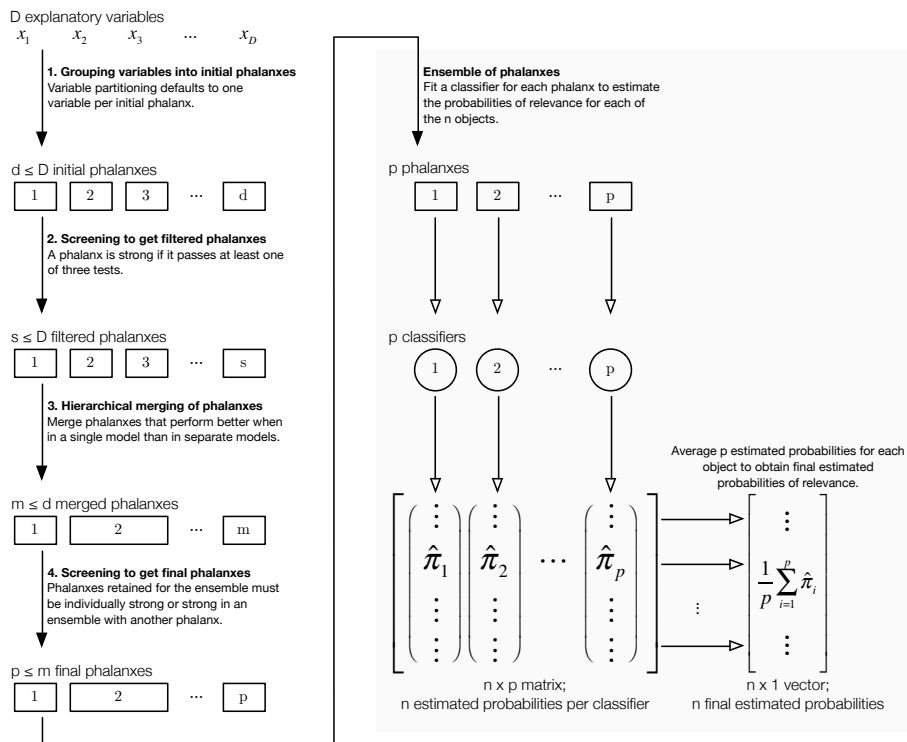 D explanatory variables
x1 x2 x3 ... xD
1. Grouping variables into initial phalanxes
Variable partitioning defaults to one
variable per initial phalanx.
d ≤ D initial phalanxes
1 2 3 ... d
2. Screening to get filtered phalanxes
A phalanx is strong if it passes at least one
of three tests.
s ≤ D filtered phalanxes
1 2 3 ... s
3. Hierarchical merging of phalanxes
Merge phalanxes that perform better when
in a single model than in separate models.
m ≤ d merged phalanxes
1 2 ... m
4. Screening to get final phalanxes
Phalanxes retained for the ensemble must
be individually strong or strong in an
ensemble with another phalanx.
p ≤ m final phalanxes
1 2 ... p
Ensemble of phalanxes
Fit a classifier for each phalanx to estimate
the probabilities of relevance for each of
the n objects.
p phalanxes
1 2 ... p
p classifiers
1 2 ... p
Average p estimated probabilities for each
object to obtain final estimated
probabilities of relevance.
π̂1 π̂2 ... π̂p
1/p ∑ i=1 p π̂i
n x p matrix;
n estimated probabilities per classifier
n x 1 vector;
n final estimated probabilities